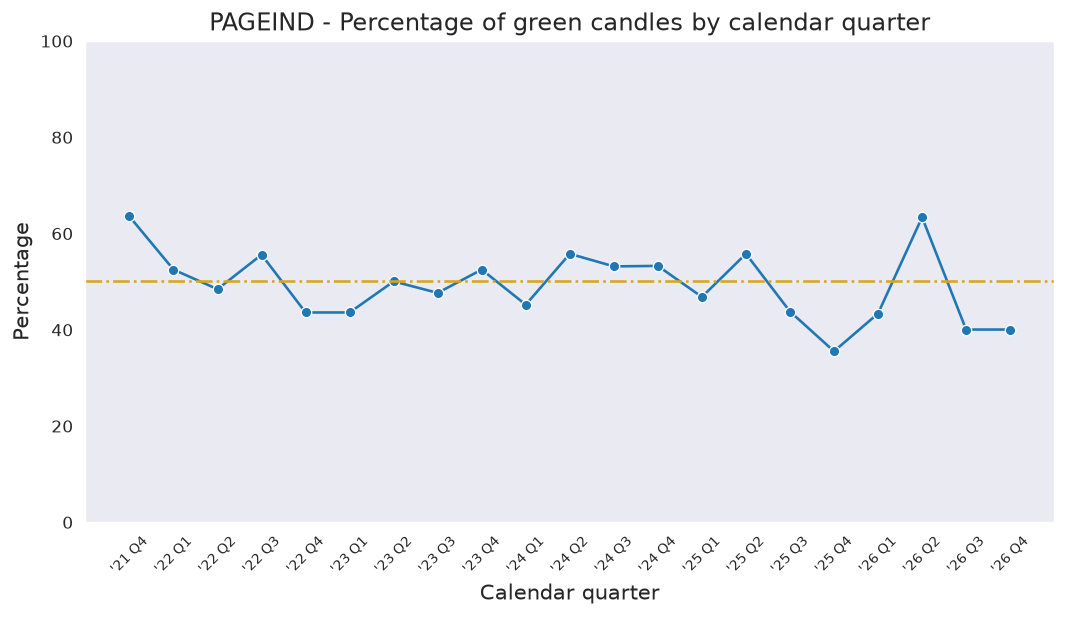 PAGEIND - Percentage of green candles by calendar quarter
100
80
60
40
20
0
Percentage
'21 Q4
'22 Q1
'22 Q2
'22 Q3
'22 Q4
'23 Q1
'23 Q2
'23 Q3
'23 Q4
'24 Q1
'24 Q2
'24 Q3
'24 Q4
'25 Q1
'25 Q2
'25 Q3
'25 Q4
'26 Q1
'26 Q2
'26 Q3
'26 Q4
Calendar quarter